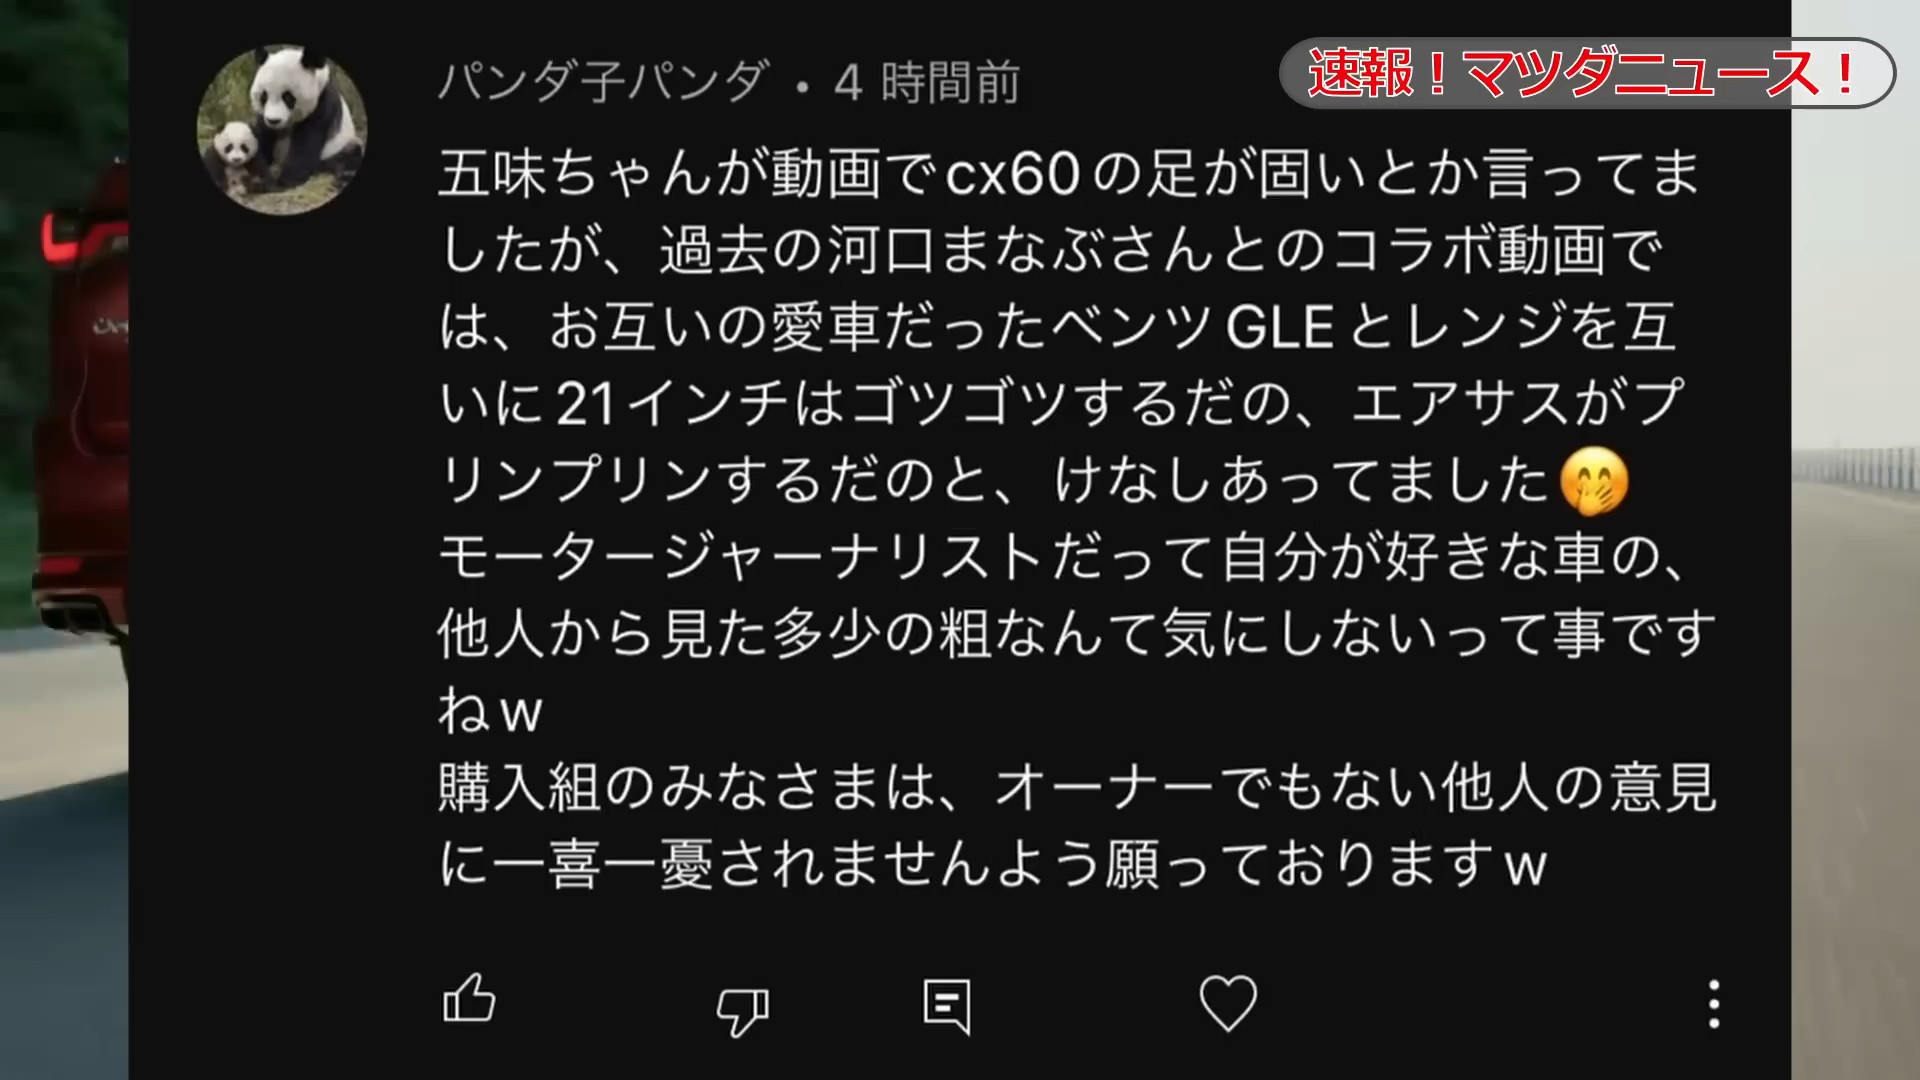 速報！マツダニュース！
パンダ子パンダ・4 時間前
五味ちゃんが動画でcx60の足が固いとか言ってま
したが、過去の河口まなぶさんとのコラボ動画で
は、お互いの愛車だったベンツGLEとレンジを互
いに21インチはゴツゴツするだの、エアサスがプ
リンプリンするだのと、けなしあってました🤭
モータージャーナリストだって自分が好きな車の、
他人から見た多少の粗なんて気にしないって事です
ねw
購入組のみなさまは、オーナーでもない他人の意見
に一喜一憂されませんよう願っておりますw